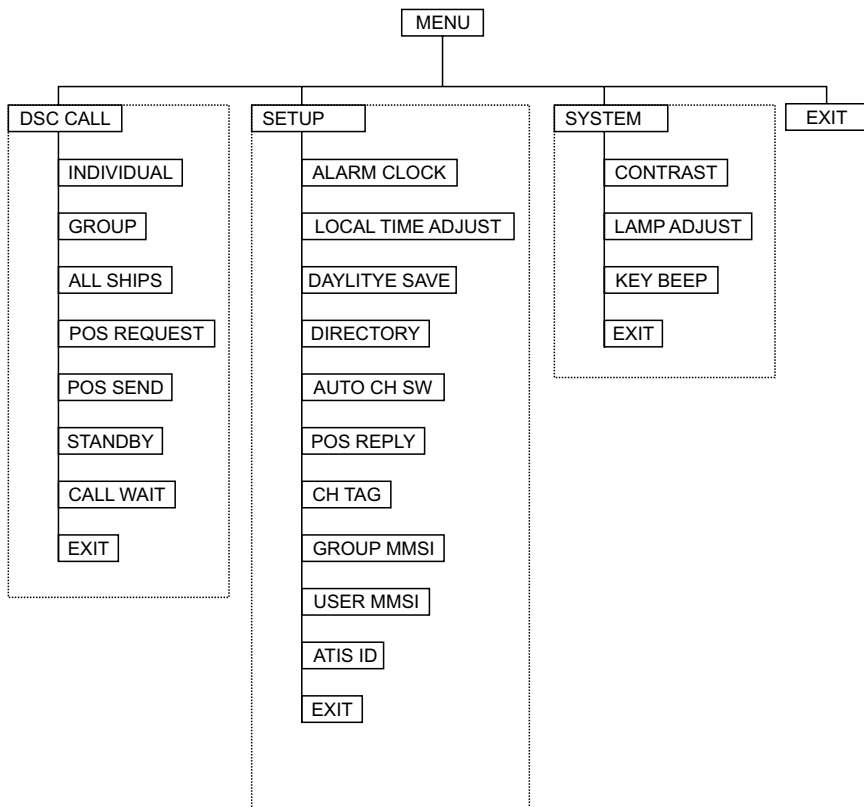 MENU
DSC CALL
INDIVIDUAL
GROUP
ALL SHIPS
POS REQUEST
POS SEND
STANDBY
CALL WAIT
EXIT
SETUP
ALARM CLOCK
LOCAL TIME ADJUST
DAYLITYE SAVE
DIRECTORY
AUTO CH SW
POS REPLY
CH TAG
GROUP MMSI
USER MMSI
ATIS ID
EXIT
SYSTEM
CONTRAST
LAMP ADJUST
KEY BEEP
EXIT
EXIT